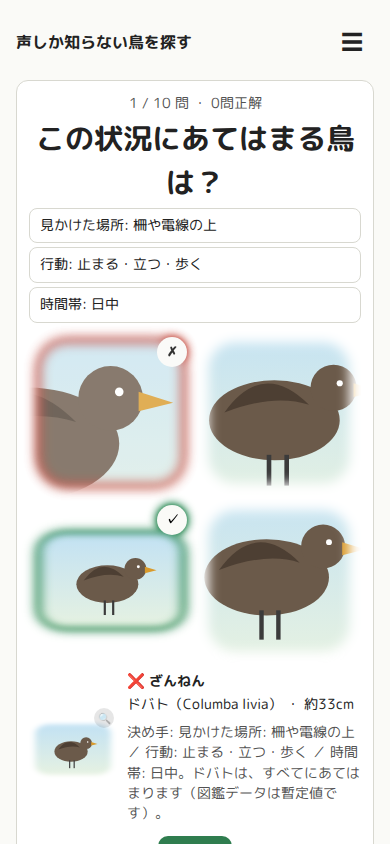 声しか知らない鳥を探す
1 / 10 問 · 0問正解
この状況にあてはまる鳥
は？
見かけた場所: 柵や電線の上
行動: 止まる・立つ・歩く
時間帯: 日中
✗
✓
❌ ざんねん
ドバト（Columba livia） · 約33cm
決め手: 見かけた場所: 柵や電線の上
／ 行動: 止まる・立つ・歩く ／ 時間
帯: 日中。ドバトは、すべてにあては
まります（図鑑データは暫定値で
す）。